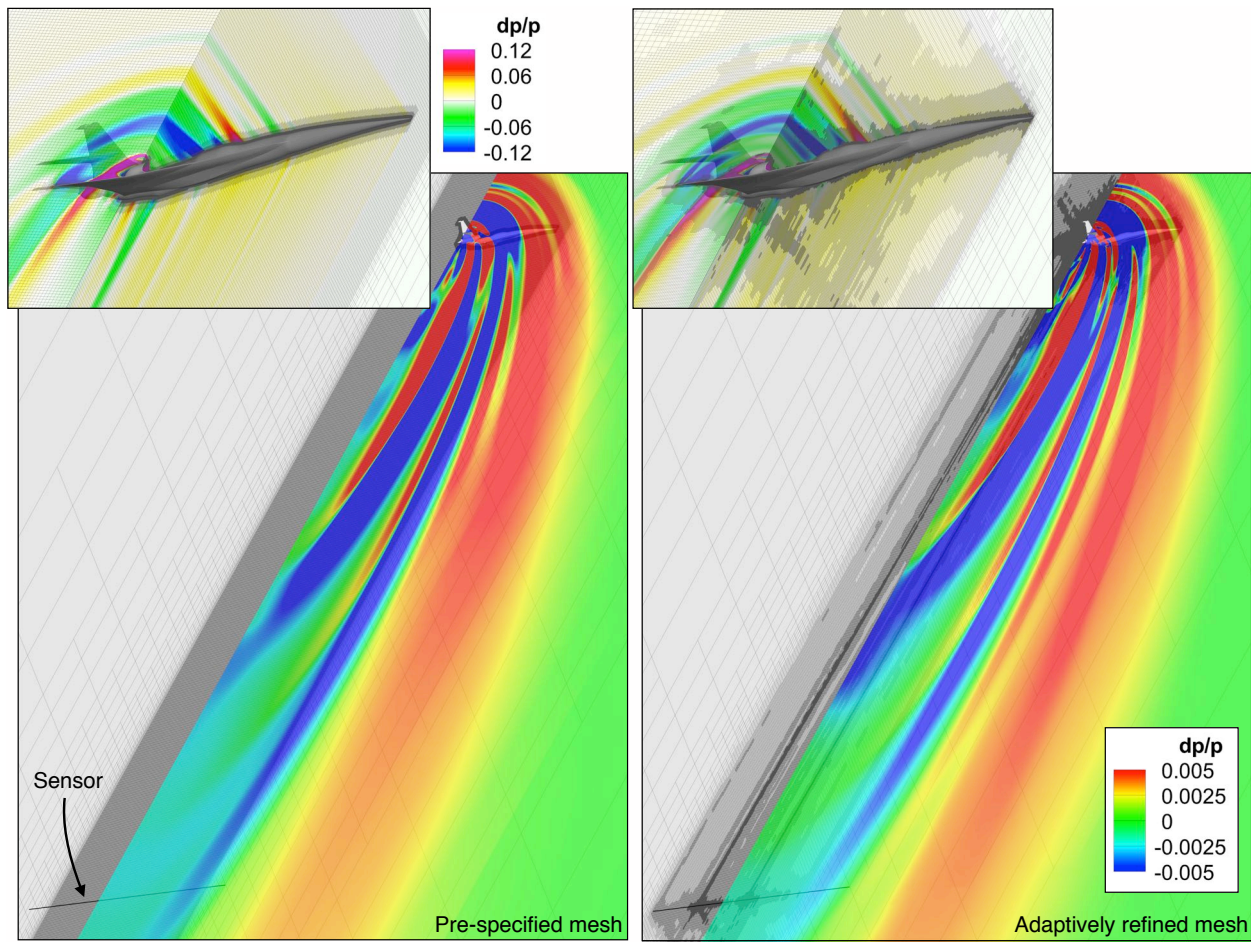 dp/p
0.12
0.06
0
-0.06
-0.12
Sensor
Pre-specified mesh
dp/p
0.005
0.0025
0
-0.0025
-0.005
Adaptively refined mesh